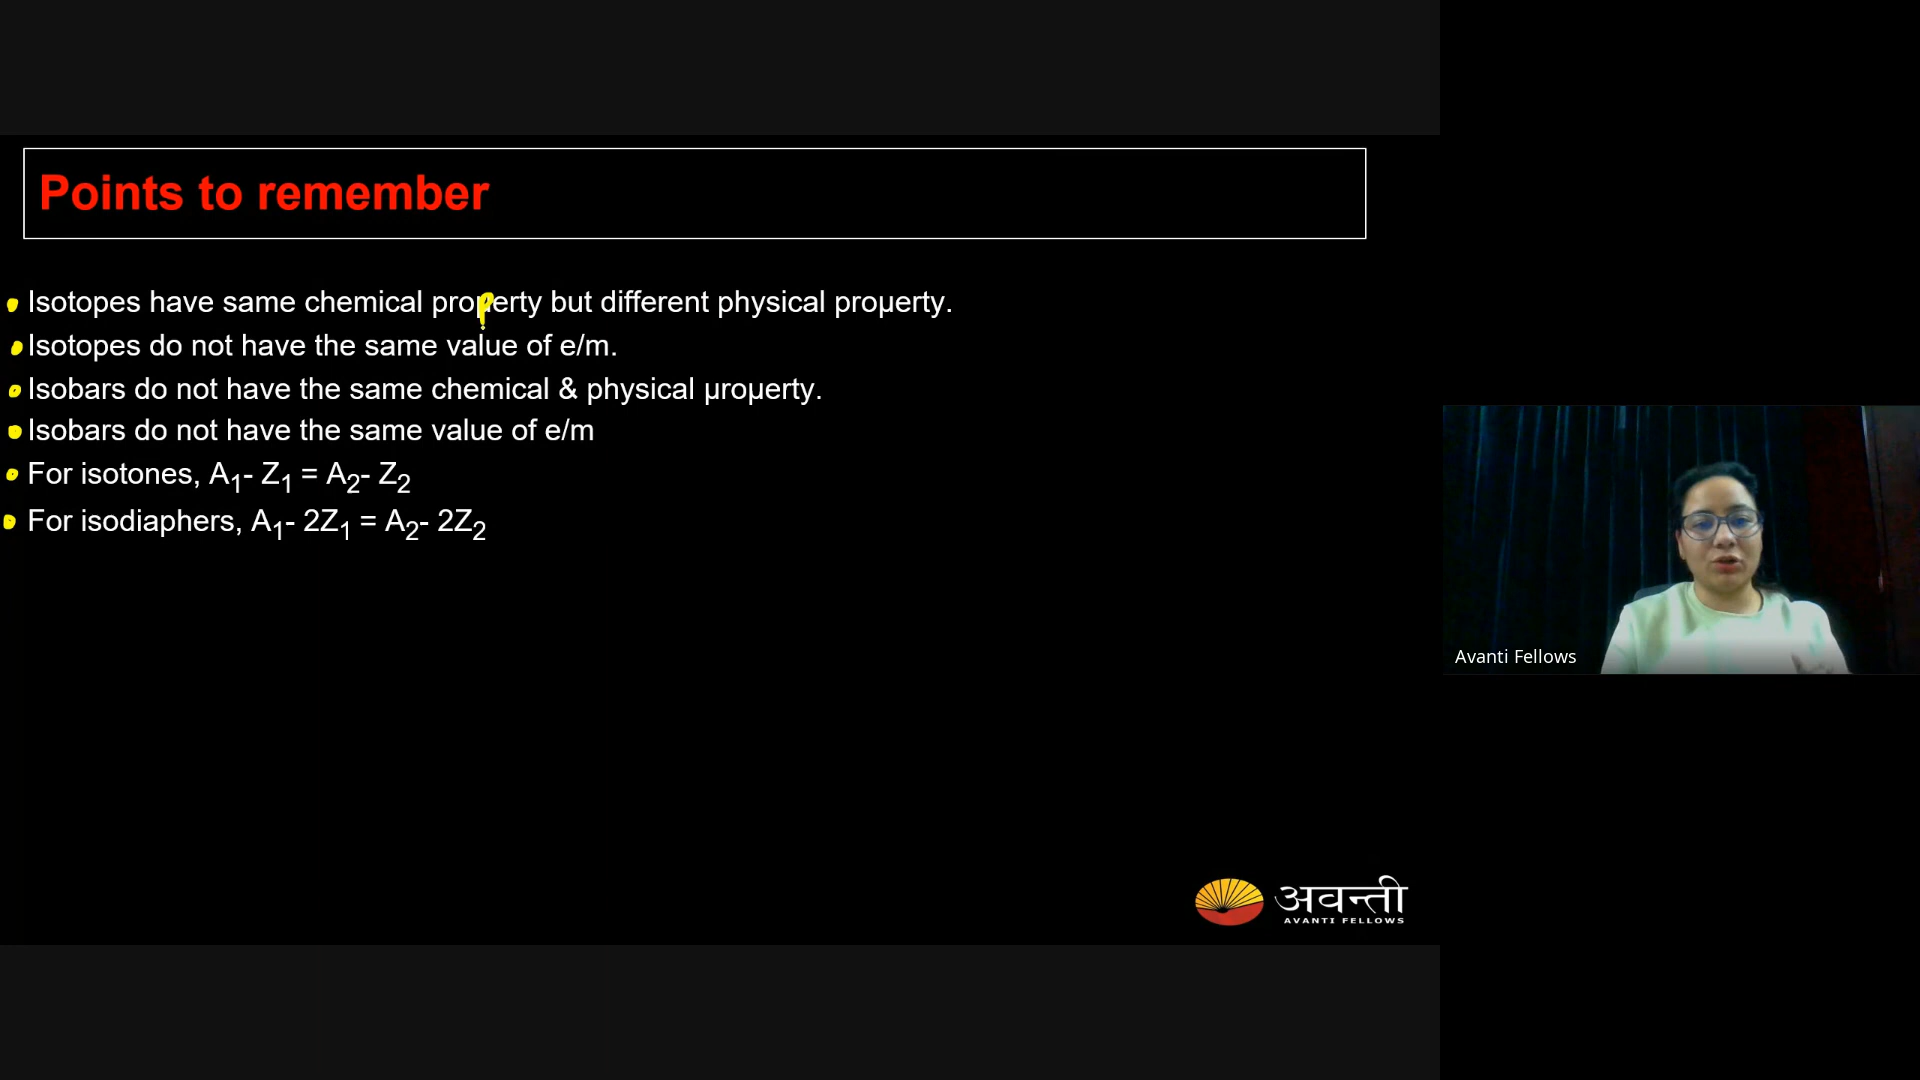 Points to remember
• Isotopes have same chemical property but different physical proμerty.
• Isotopes do not have the same value of e/m.
• Isobars do not have the same chemical & physical μroμerty.
• Isobars do not have the same value of e/m
• For isotones, A₁- Z₁ = A₂- Z₂
• For isodiaphers, A₁- 2Z₁ = A₂- 2Z₂
Avanti Fellows
अवन्ती
AVANTI FELLOWS